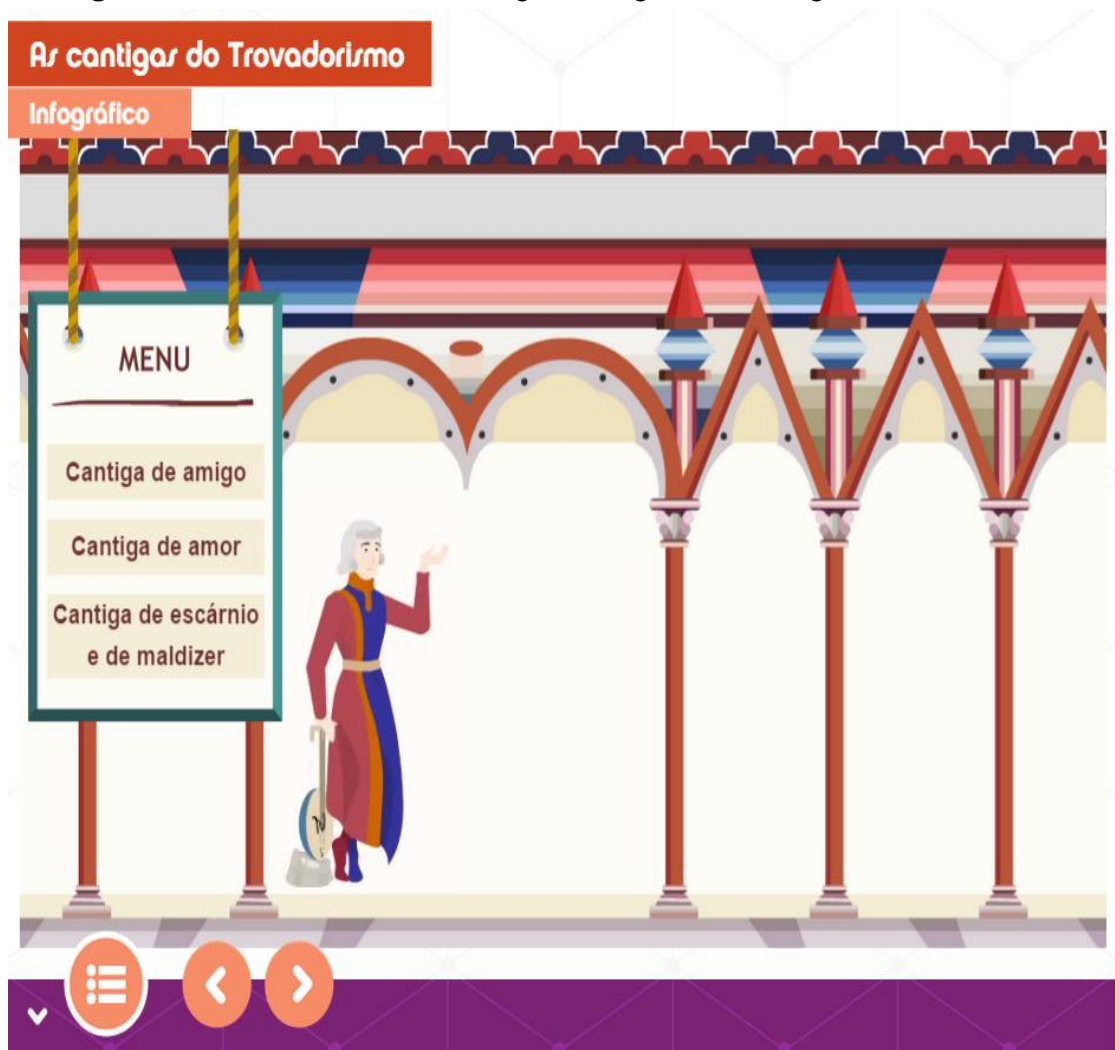 As cantigas do Trovadorismo
Infográfico
MENU
Cantiga de amigo
Cantiga de amor
Cantiga de escárnio
e de maldizer